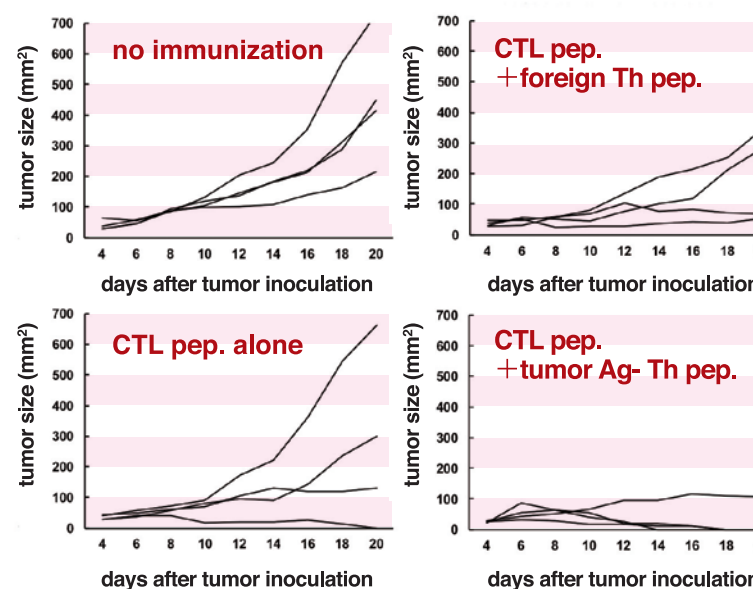 no immunization
tumor size (mm²)
700
600
500
400
300
200
100
0
4 6 8 10 12 14 16 18 20
days after tumor inoculation
CTL pep.
+foreign Th pep.
tumor size (mm²)
700
600
500
400
300
200
100
0
4 6 8 10 12 14 16 18
days after tumor inoculation
CTL pep. alone
tumor size (mm²)
700
600
500
400
300
200
100
0
4 6 8 10 12 14 16 18 20
days after tumor inoculation
CTL pep.
+tumor Ag- Th pep.
tumor size (mm²)
700
600
500
400
300
200
100
0
4 6 8 10 12 14 16 18
days after tumor inoculation